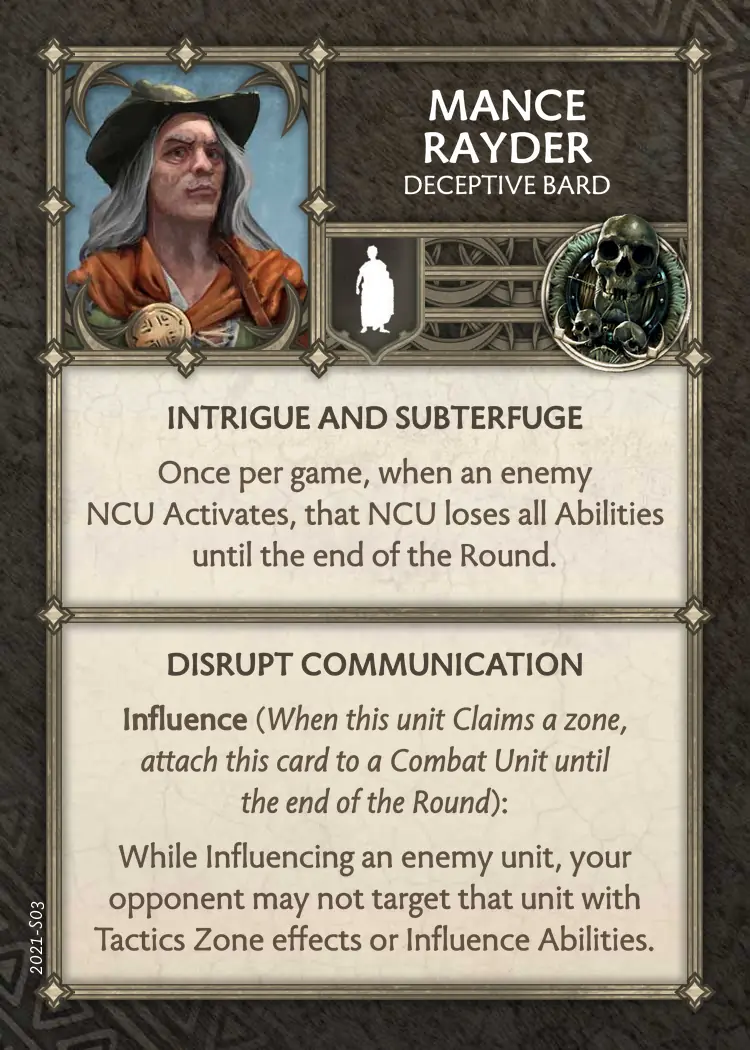 MANCE
RAYDER
DECEPTIVE BARD
INTRIGUE AND SUBTERFUGE
Once per game, when an enemy
NCU Activates, that NCU loses all Abilities
until the end of the Round.
DISRUPT COMMUNICATION
Influence (When this unit Claims a zone,
attach this card to a Combat Unit until
the end of the Round):
While Influencing an enemy unit, your
opponent may not target that unit with
Tactics Zone effects or Influence Abilities.
2021-S03